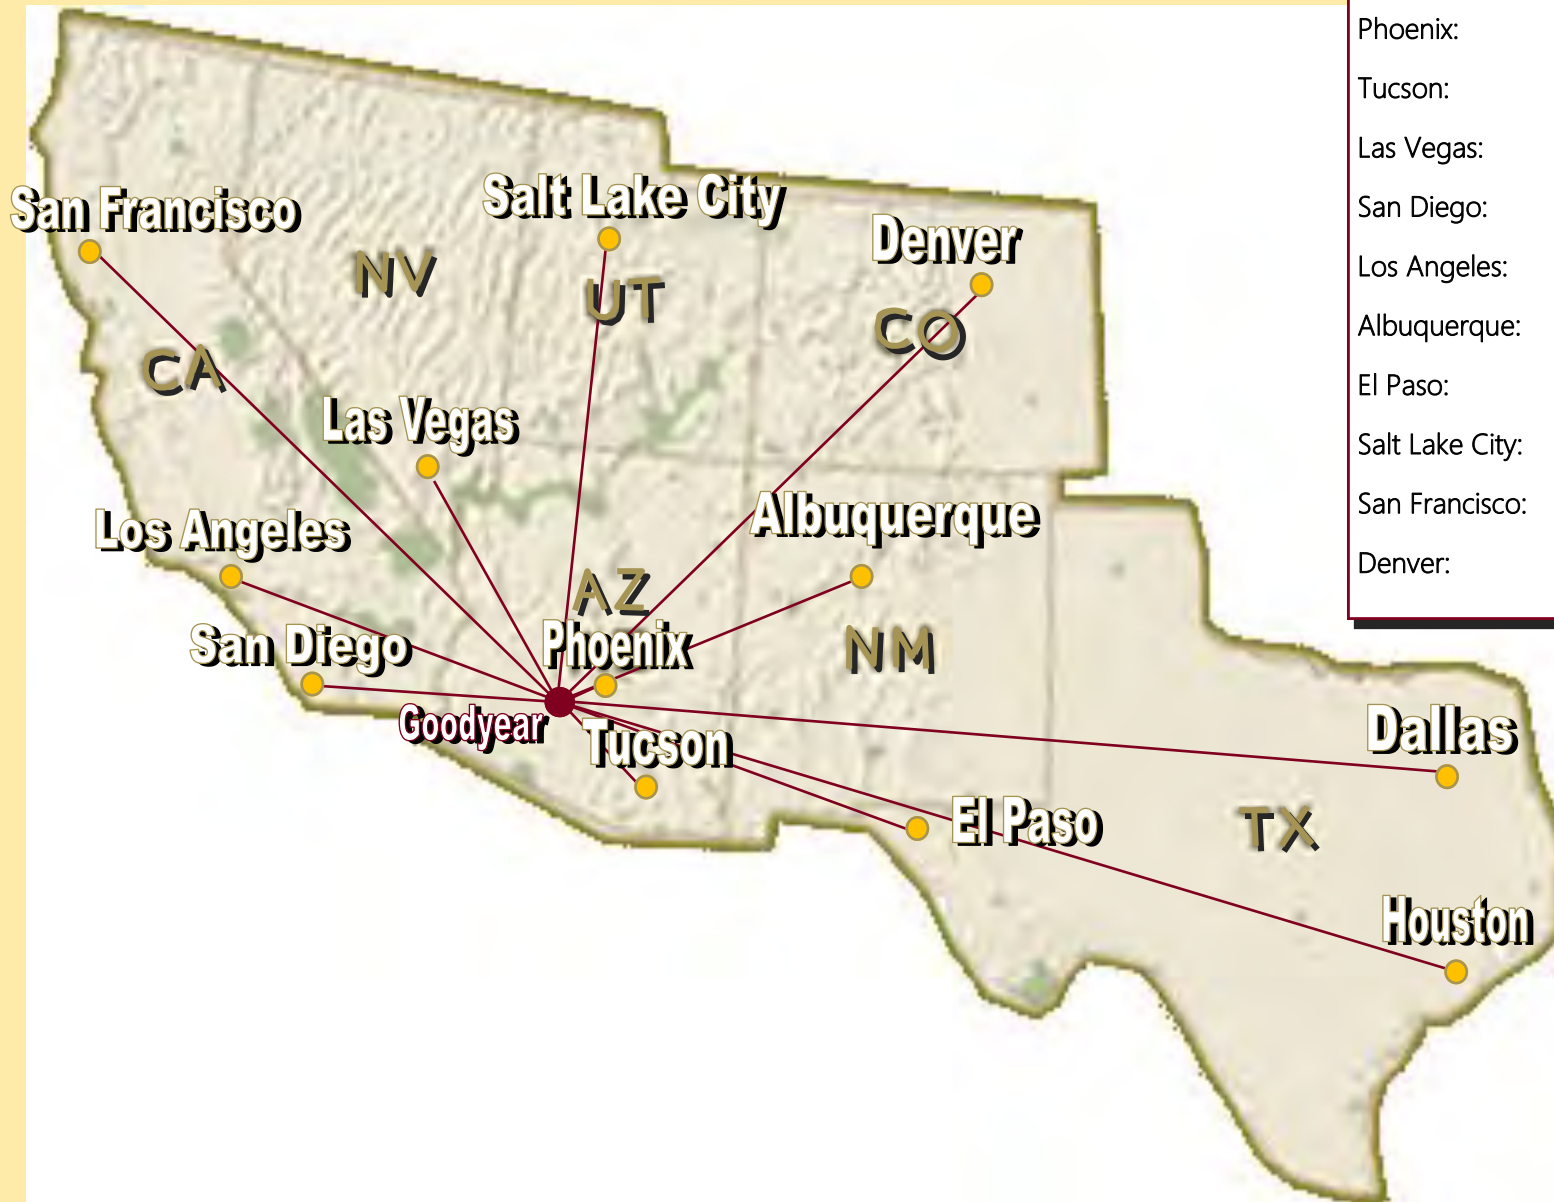 Phoenix:
Tucson:
Las Vegas:
San Diego:
Los Angeles:
Albuquerque:
El Paso:
Salt Lake City:
San Francisco:
Denver:
San Francisco
Salt Lake City
Denver
NV
UT
CO
CA
Las Vegas
Los Angeles
Albuquerque
AZ
San Diego
Phoenix
NM
Goodyear
Tucson
Dallas
El Paso
TX
Houston